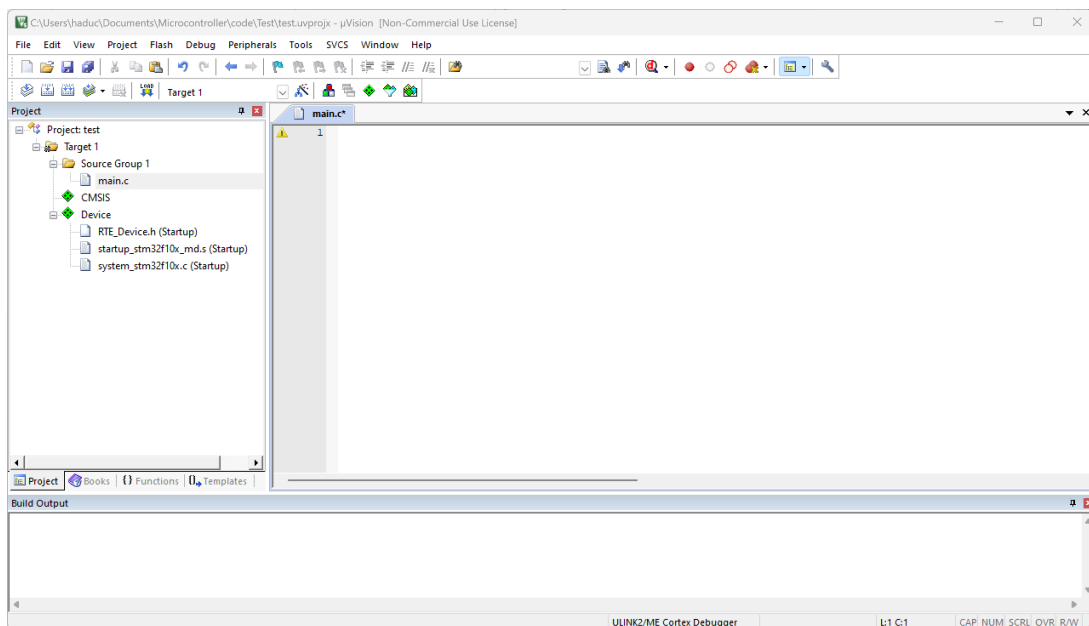 C:\Users\haduc\Documents\Microcontroller\code\Test\test.uvprojx - µVision [Non-Commercial Use License]
File Edit View Project Flash Debug Peripherals Tools SVCS Window Help
LOAD Target 1
Project
main.c*
Project: test
1
Target 1
Source Group 1
main.c
CMSIS
Device
RTE_Device.h (Startup)
startup_stm32f10x_md.s (Startup)
system_stm32f10x.c (Startup)
Project Books {} Functions 0 Templates
Build Output
ULINK2/ME Cortex Debugger L:1 C:1 CAP NUM SCRL OVR R/W